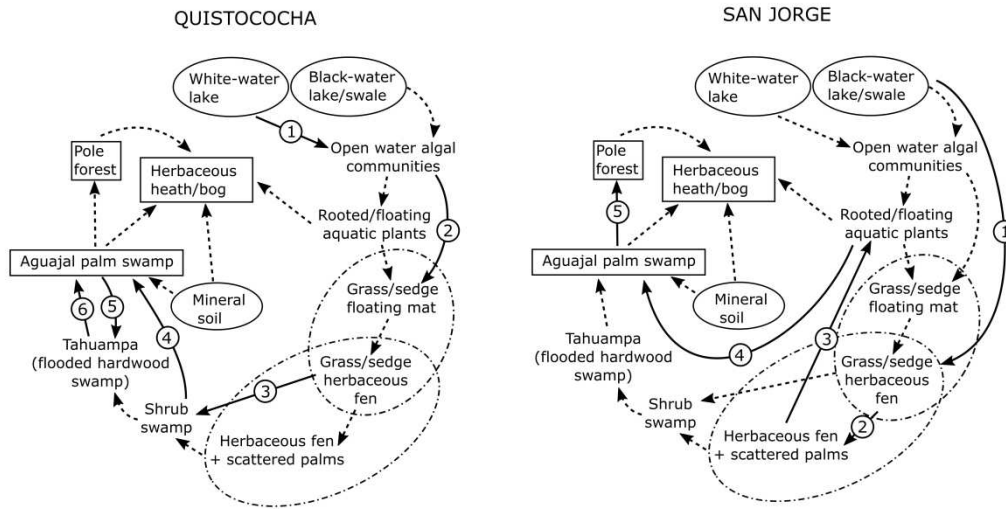 QUISTOCOCHA
White-water
lake
Black-water
lake/swale
1
Open water algal
communities
Pole
forest
Herbaceous
heath/bog
Rooted/floating
aquatic plants
2
Aguajal palm swamp
Mineral
soil
Grass/sedge
floating mat
6
5
4
Tahuampa
(flooded hardwood
swamp)
Grass/sedge
herbaceous
fen
3
Shrub
swamp
Herbaceous fen
+ scattered palms
SAN JORGE
White-water
lake
Black-water
lake/swale
Open water algal
communities
Pole
forest
5
Herbaceous
heath/bog
Rooted/floating
aquatic plants
1
Aguajal palm swamp
Mineral
soil
Grass/sedge
floating mat
3
4
Tahuampa
(flooded hardwood
swamp)
Grass/sedge
herbaceous
fen
2
Shrub
swamp
Herbaceous fen
+ scattered palms